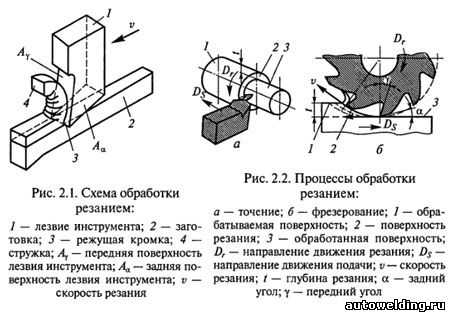 1
v
Aγ
4
Aα
2
3
Рис. 2.1. Схема обработки
резанием:
1 — лезвие инструмента; 2 — заго-
товка; 3 — режущая кромка; 4 —
стружка; Aγ — передняя поверхность
лезвия инструмента; Aα — задняя по-
верхность лезвия инструмента; v —
скорость резания
1
t
2
3
Dr
DS
а
Dr
v
γ
α
3
t
DS
1
2
б
Рис. 2.2. Процессы обработки
резанием:
а — точение; б — фрезерование; 1 — обра-
батываемая поверхность; 2 — поверхность
резания; 3 — обработанная поверхность;
Dr — направление движения резания; DS —
направление движения подачи; v — скорость
резания; t — глубина резания; α — задний
угол; γ — передний угол
autowelding.ru